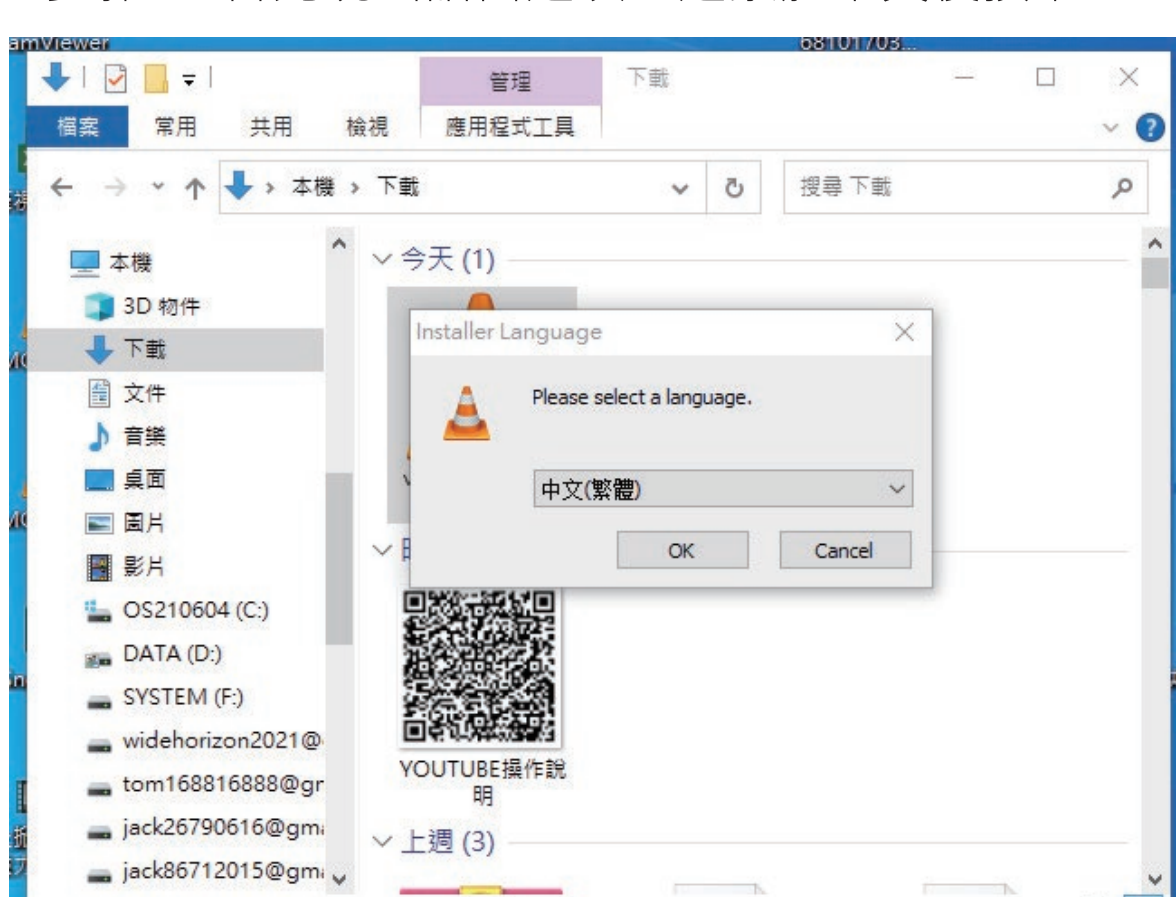 amViewer
68101703...
管理
下載
檔案
常用
共用
檢視
應用程式工具
本機 › 下載
搜尋 下載
本機
3D 物件
下載
文件
音樂
桌面
圖片
影片
OS210604 (C:)
DATA (D:)
SYSTEM (F:)
widehorizon2021@
tom168816888@gr
jack26790616@gma
jack86712015@gma
今天 (1)
Installer Language
Please select a language.
中文(繁體)
OK
Cancel
YOUTUBE操作說
明
上週 (3)